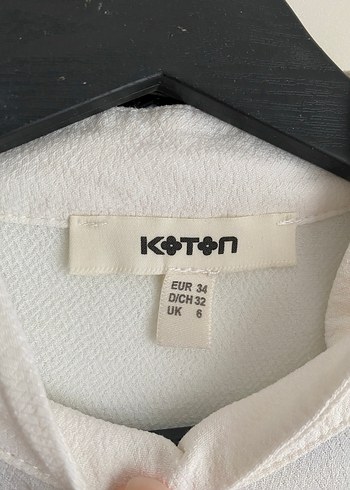 KOTON
EUR 34
D/CH 32
UK 6